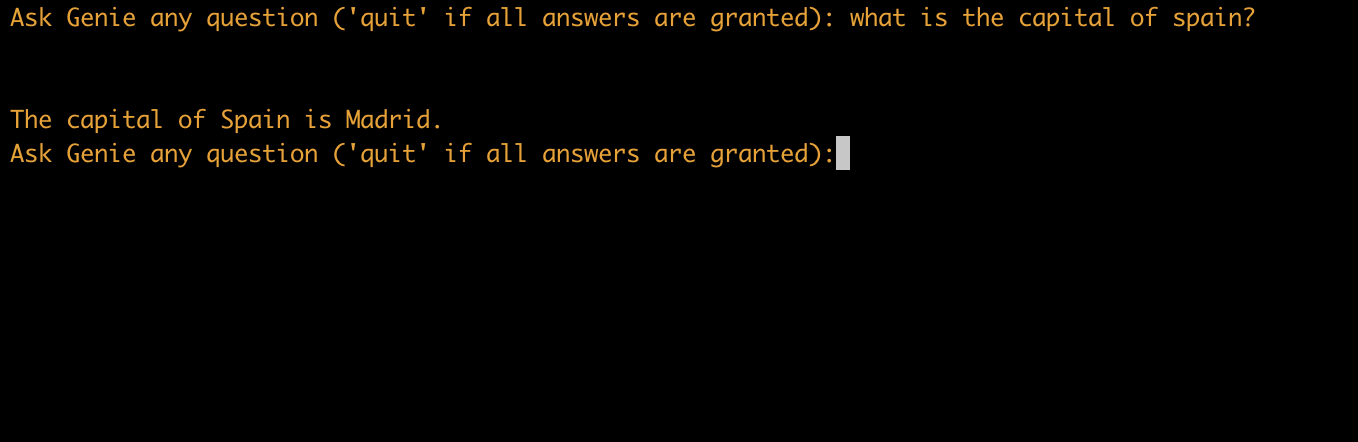 Ask Genie any question ('quit' if all answers are granted): what is the capital of spain?
The capital of Spain is Madrid.
Ask Genie any question ('quit' if all answers are granted):